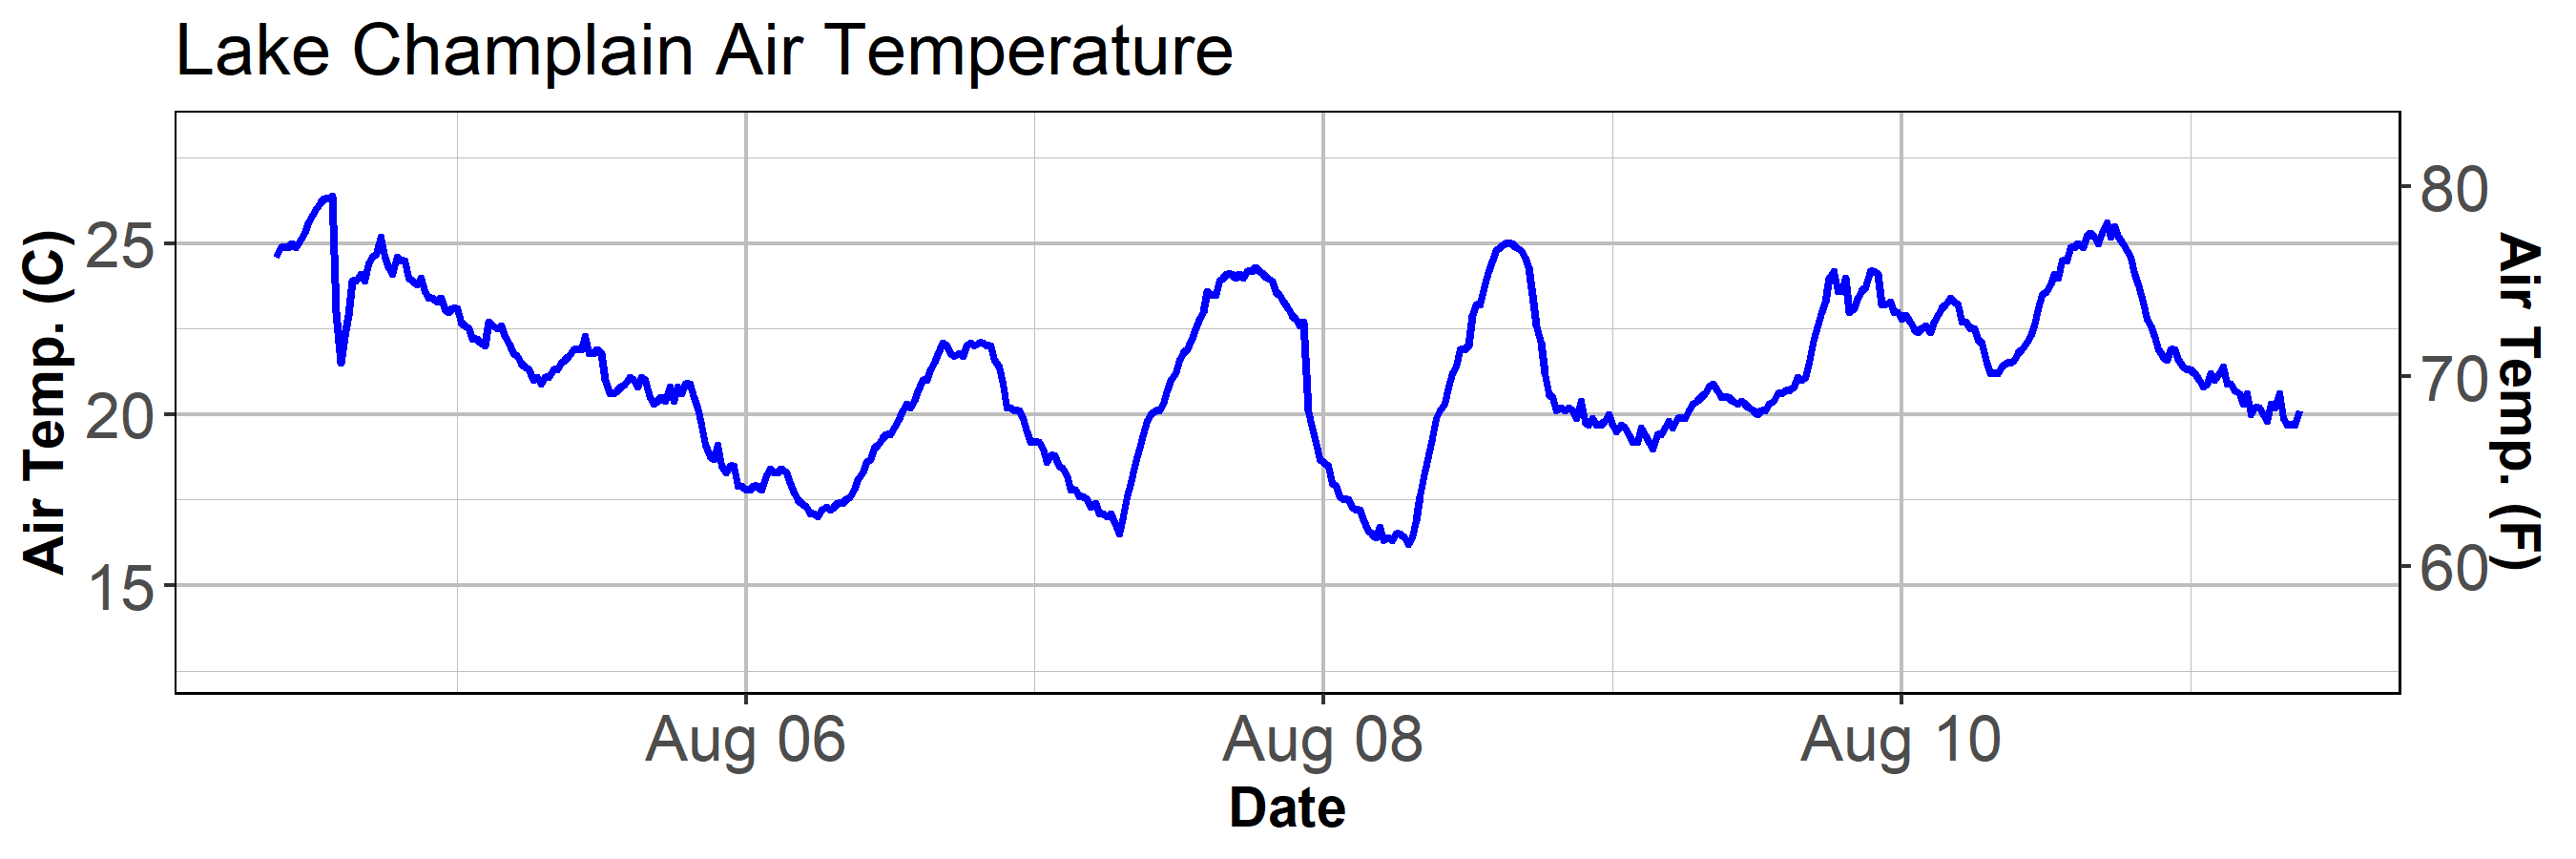 Lake Champlain Air Temperature
Air Temp. (C)
25
20
15
80
70
60
Air Temp. (F)
Aug 06
Aug 08
Aug 10
Date